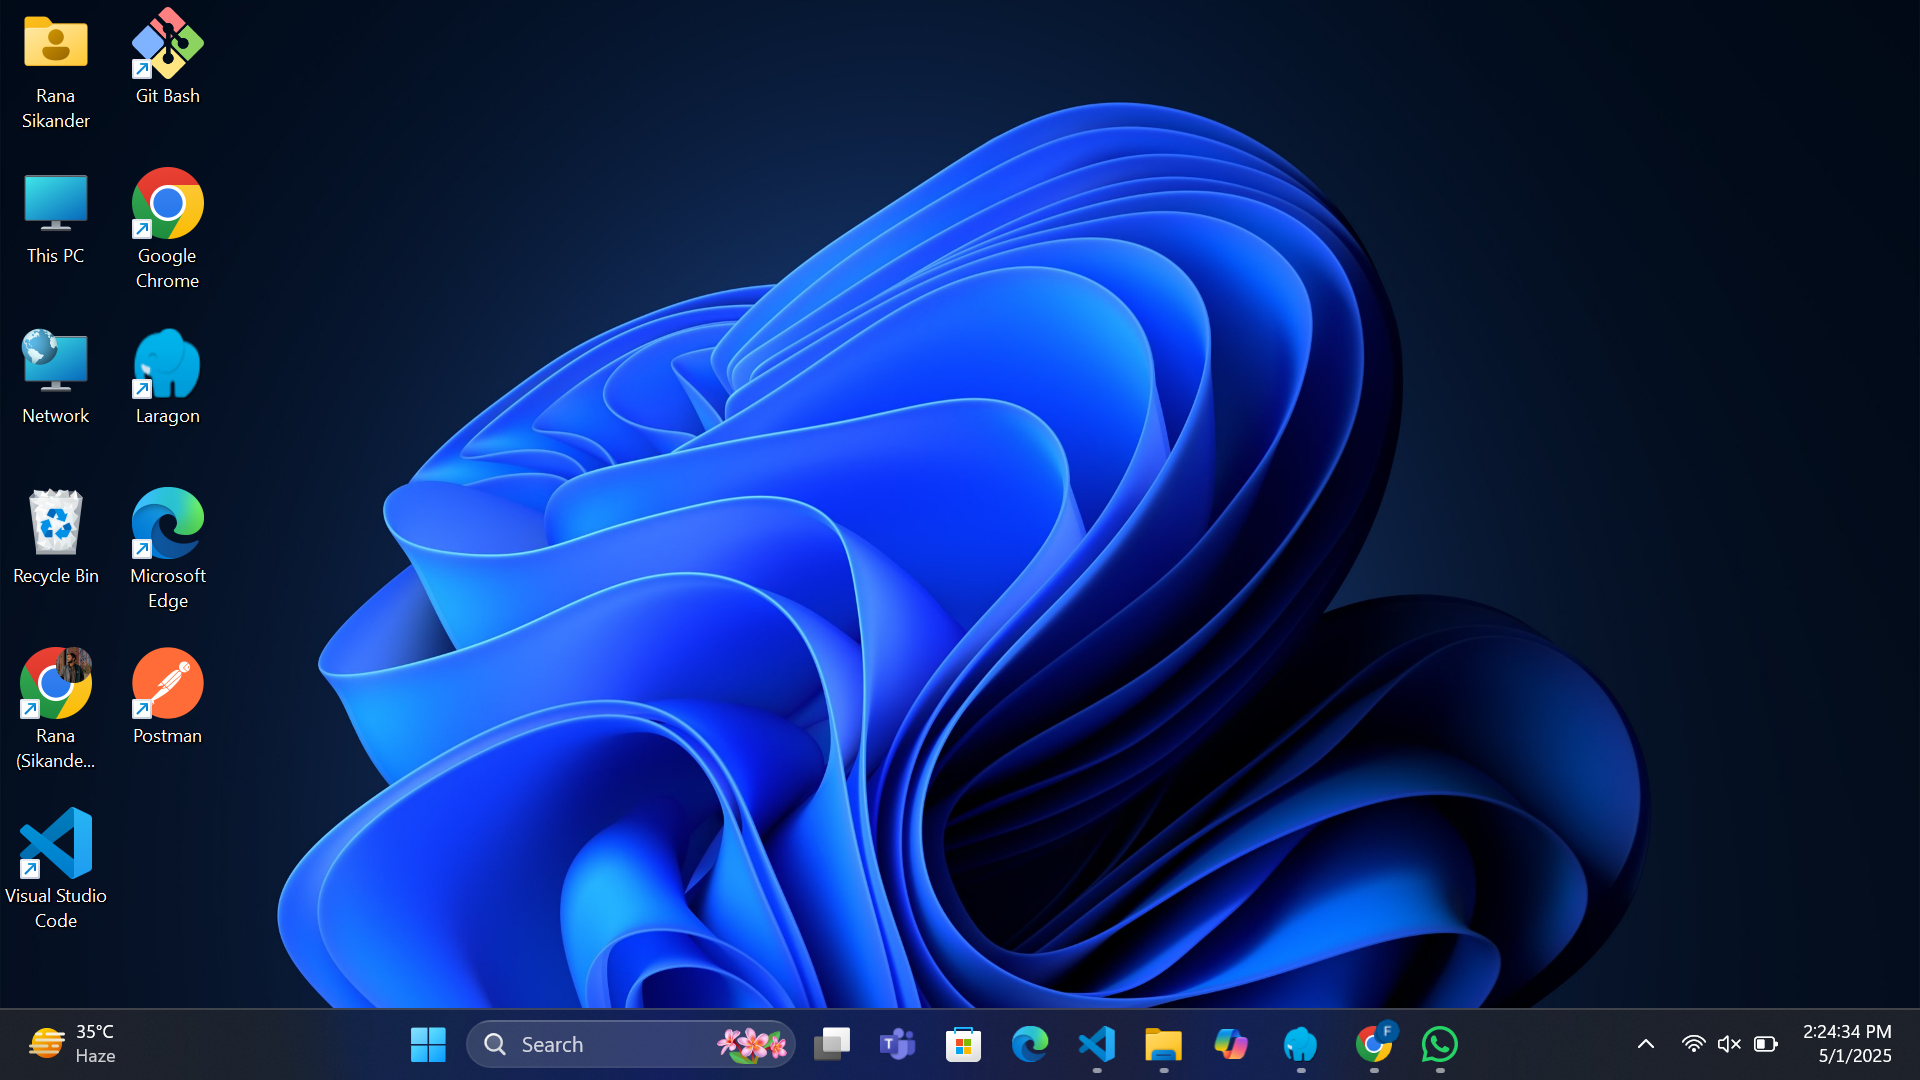 Rana
Sikander
Git Bash
This PC
Google
Chrome
Network
Laragon
Recycle Bin
Microsoft
Edge
Rana
(Sikande...
Postman
Visual Studio
Code
35°C
Haze
Search
T
F
2:24:34 PM
5/1/2025